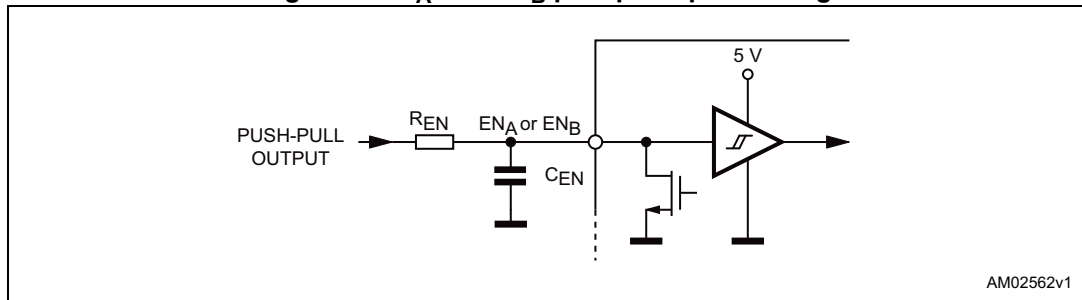 5 V
R_EN
EN_A or EN_B
PUSH-PULL
OUTPUT
C_EN
AM02562v1